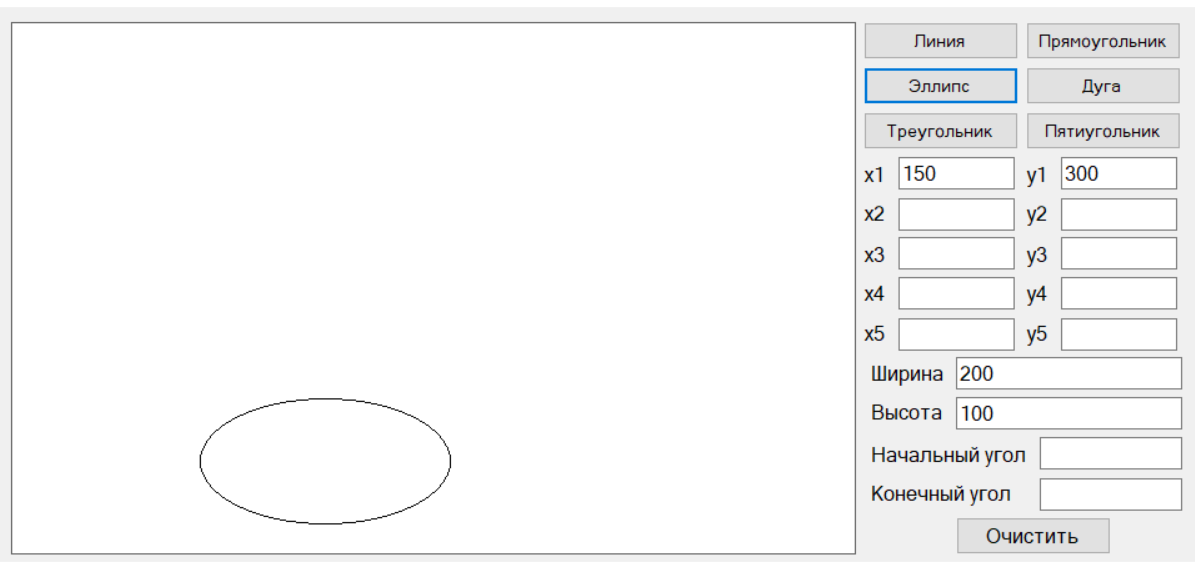 Линия Прямоугольник
Эллипс Дуга
Треугольник Пятиугольник
x1 150 y1 300
x2 y2
x3 y3
x4 y4
x5 y5
Ширина 200
Высота 100
Начальный угол
Конечный угол
Очистить